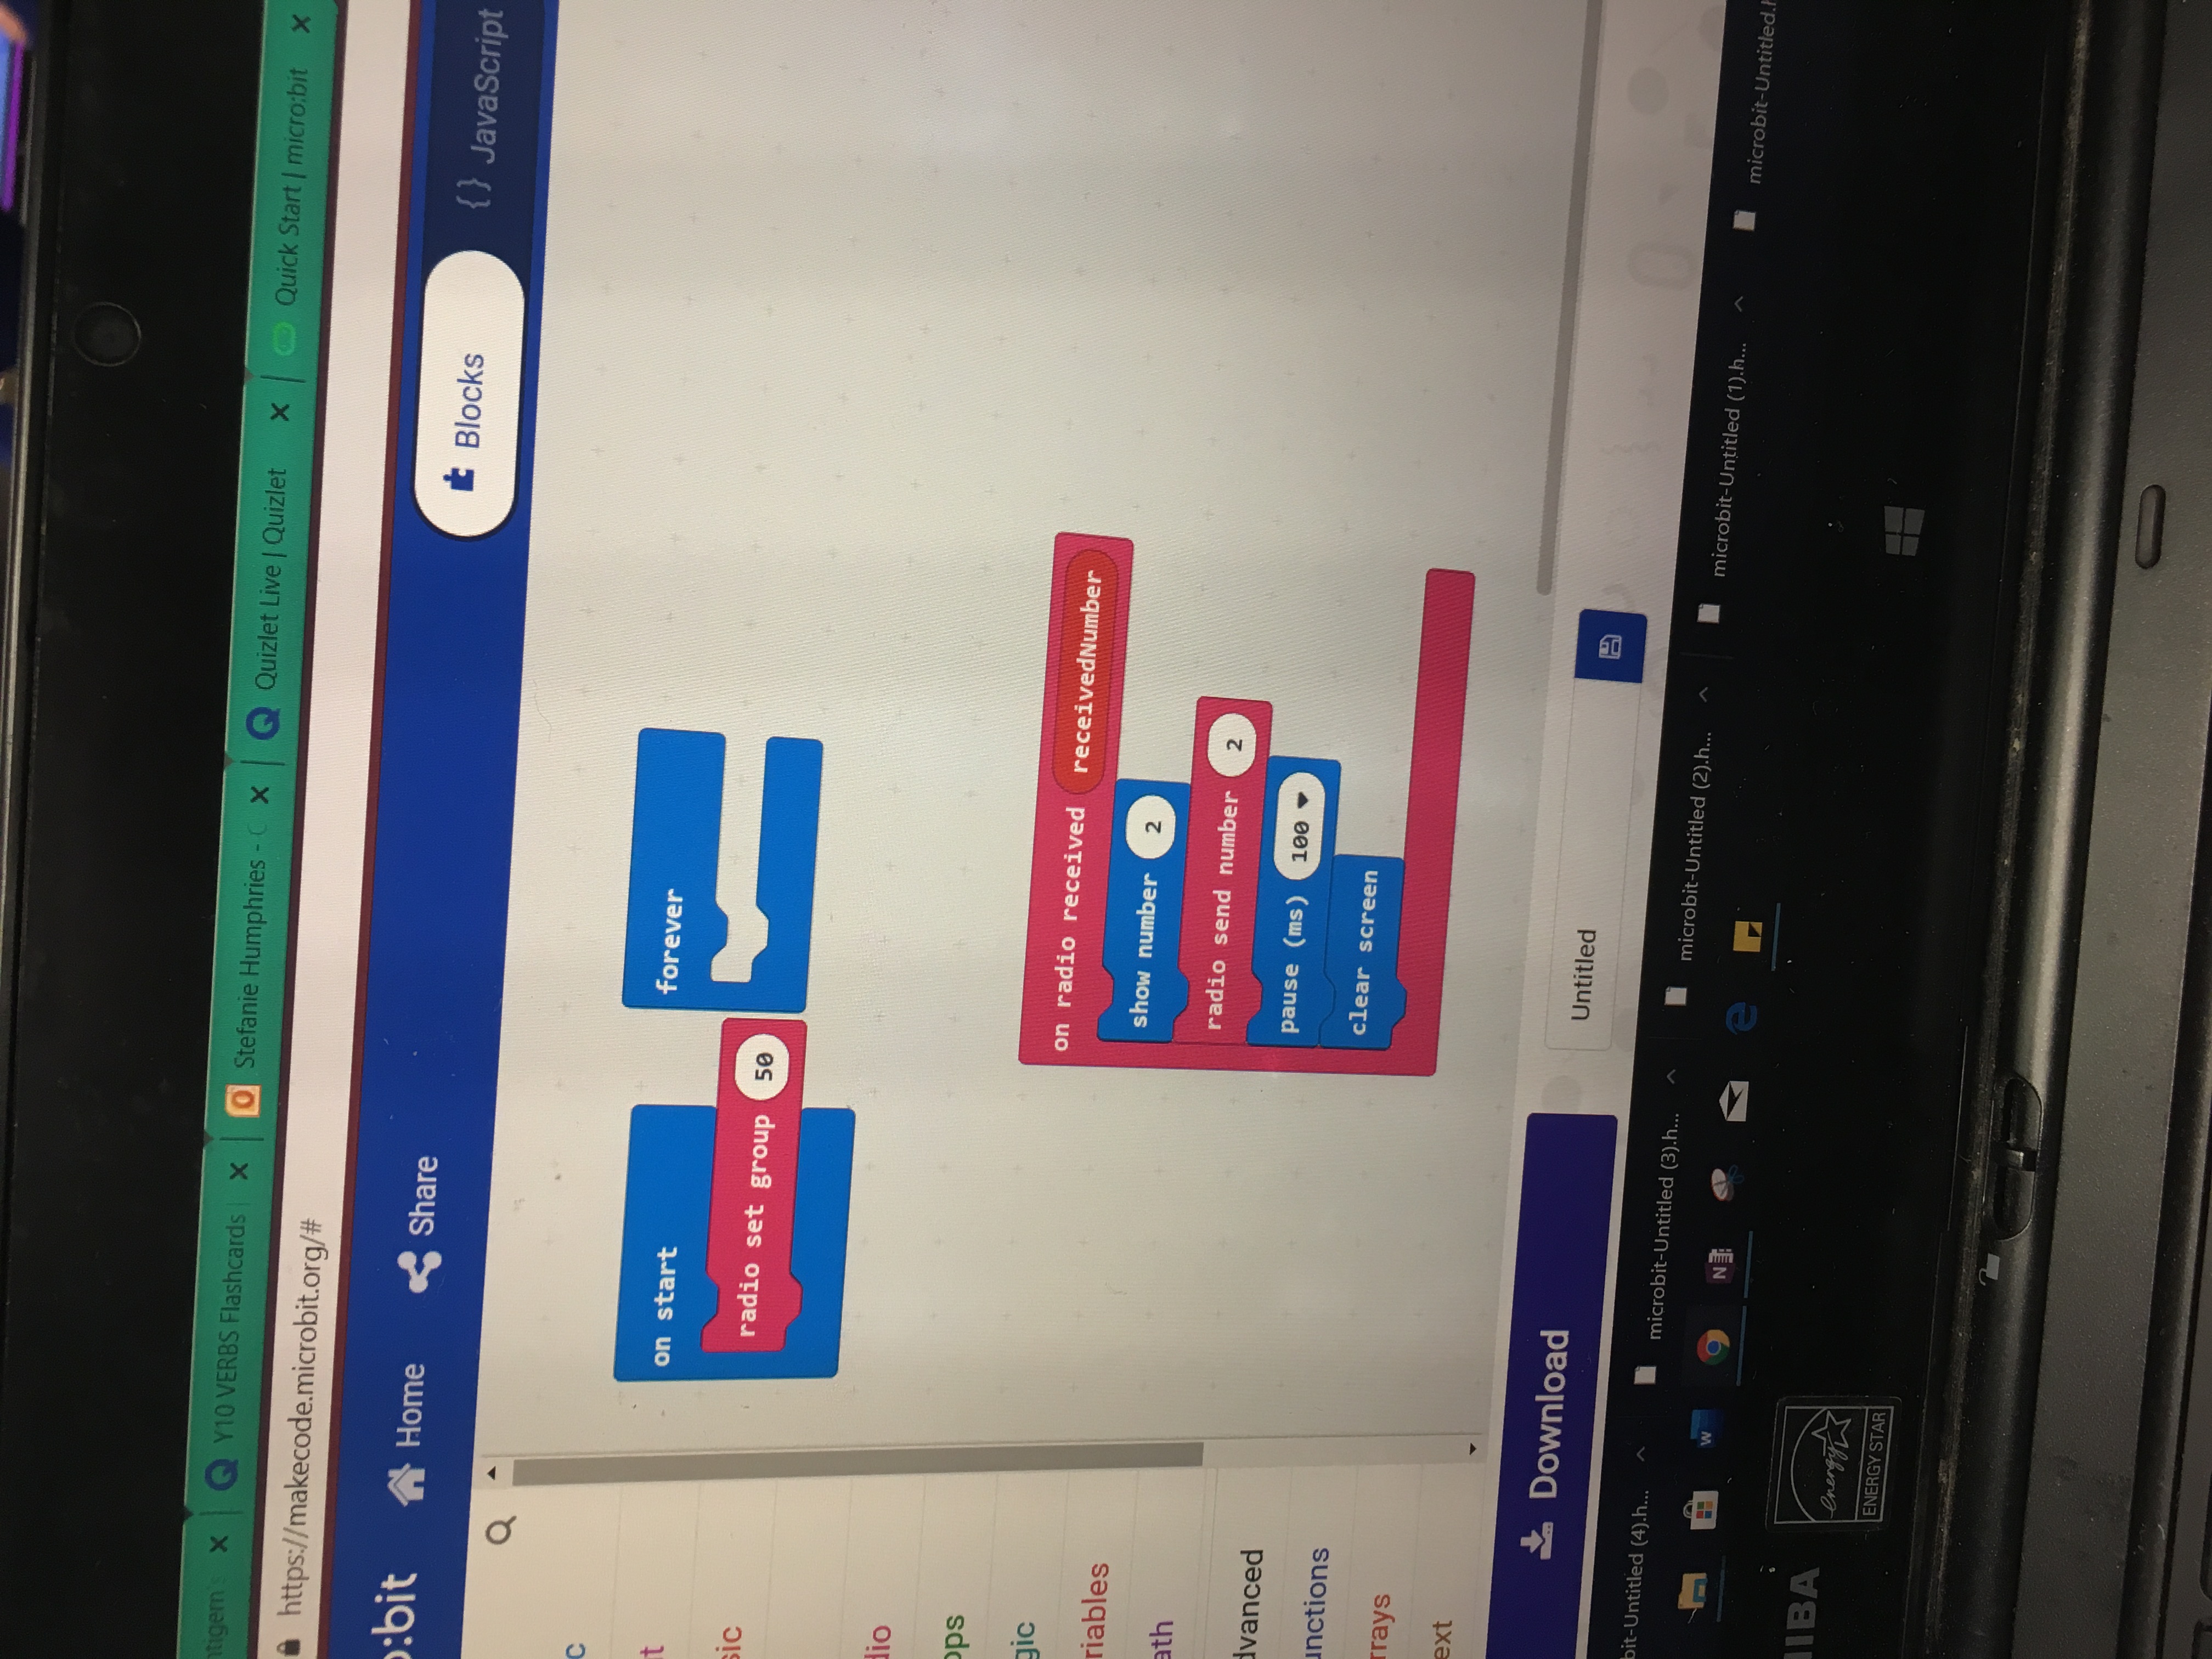 ntigern's
Y10 VERBS Flashcards
Stefanie Humphries -
Quizlet Live | Quizlet
Quick Start | micro:bit
https://makecode.microbit.org/#
o:bit
Home
Share
Blocks
{} JavaScript
c
t
sic
dio
ops
gic
riables
ath
dvanced
unctions
rrays
ext
on start
radio set group 50
forever
on radio received receivedNumber
show number 2
radio send number 2
pause (ms) 100
clear screen
Download
Untitled
bit-Untitled (4).h...
microbit-Untitled (3).h...
microbit-Untitled (2).h...
microbit-Untitled (1).h...
microbit-Untitled.h
HIBA
energy
ENERGY STAR